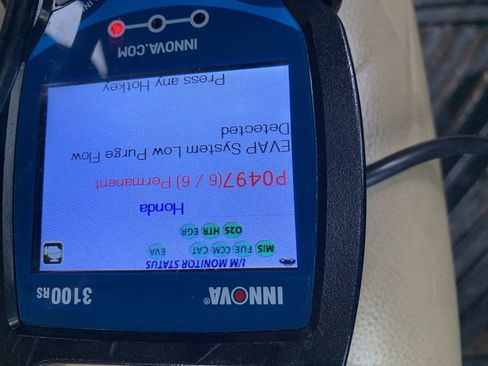 INNOVA® 3100RS
I/M MONITOR STATUS
MIS FUE CCM CAT EVA
O2S HTR EGR
Honda
P0497(6 / 6) Permanent
EVAP System Low Purge Flow
Detected
Press any Hotkey
INNOVA.COM